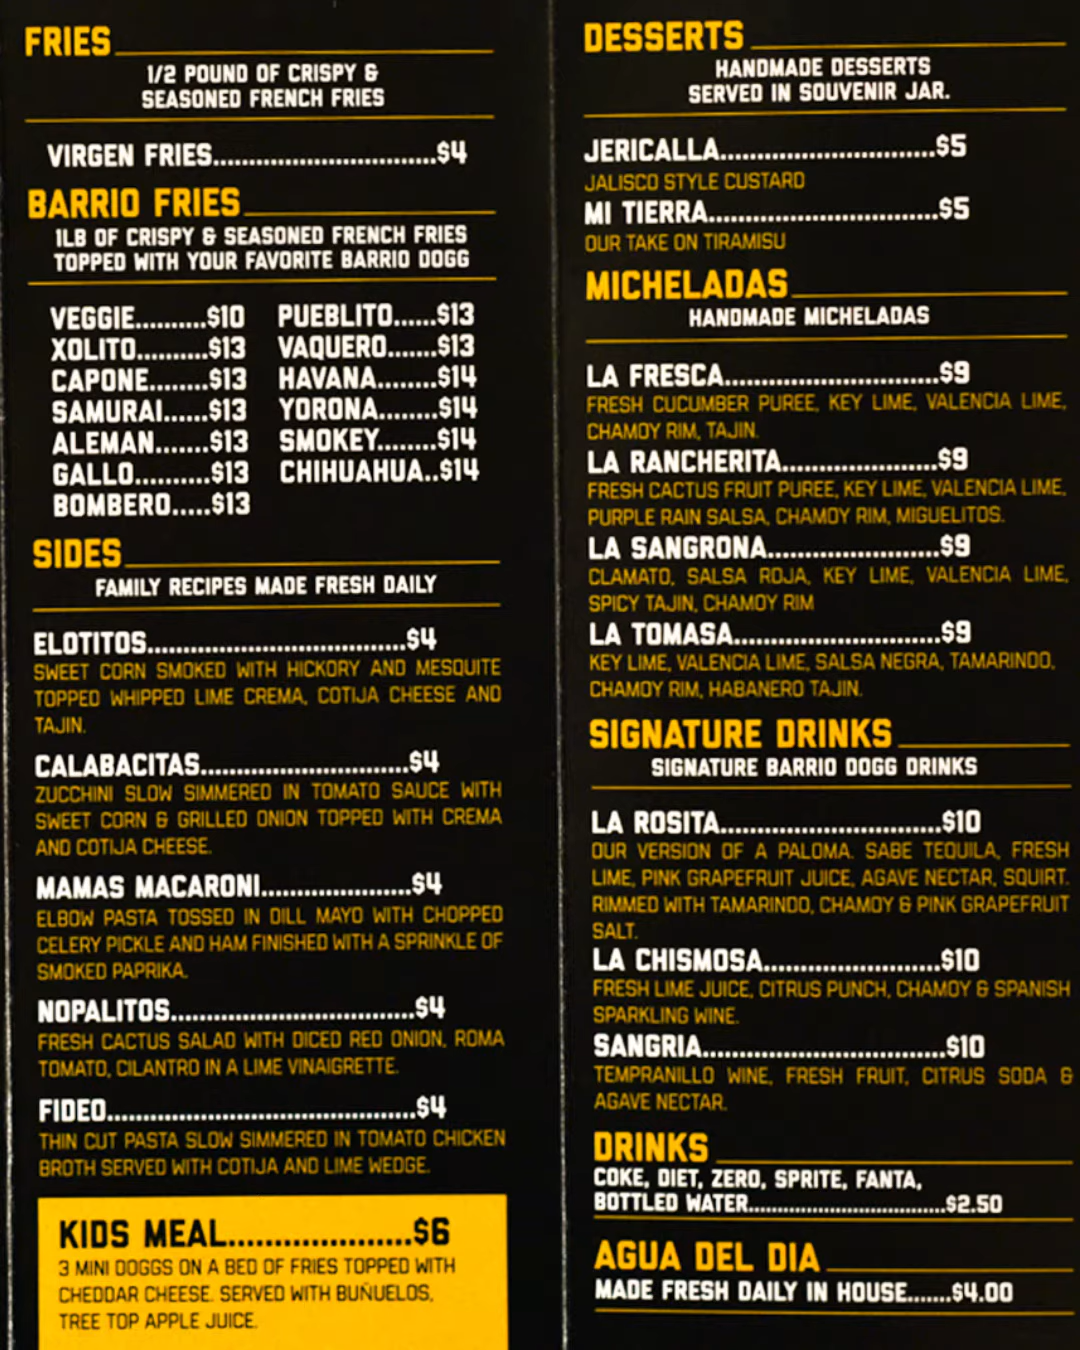 FRIES
1/2 POUND OF CRISPY &
SEASONED FRENCH FRIES
VIRGEN FRIES..............................$4
BARRIO FRIES
1LB OF CRISPY & SEASONED FRENCH FRIES
TOPPED WITH YOUR FAVORITE BARRIO DOGG
VEGGIE..........$10
XOLITO..........$13
CAPONE........$13
SAMURAI......$13
ALEMAN.......$13
GALLO...........$13
BOMBERO.....$13
PUEBLITO......$13
VAQUERO.......$13
HAVANA.........$14
YORONA........$14
SMOKEY........$14
CHIHUAHUA..$14
SIDES
FAMILY RECIPES MADE FRESH DAILY
ELOTITOS...................................$4
SWEET CORN SMOKED WITH HICKORY AND MESQUITE
TOPPED WHIPPED LIME CREMA, COTIJA CHEESE AND
TAJIN.
CALABACITAS............................$4
ZUCCHINI SLOW SIMMERED IN TOMATO SAUCE WITH
SWEET CORN & GRILLED ONION TOPPED WITH CREMA
AND COTIJA CHEESE.
MAMAS MACARONI....................$4
ELBOW PASTA TOSSED IN DILL MAYO WITH CHOPPED
CELERY PICKLE AND HAM FINISHED WITH A SPRINKLE OF
SMOKED PAPRIKA.
NOPALITOS.................................$4
FRESH CACTUS SALAD WITH DICED RED ONION, ROMA
TOMATO, CILANTRO IN A LIME VINAIGRETTE.
FIDEO..........................................$4
THIN CUT PASTA SLOW SIMMERED IN TOMATO CHICKEN
BROTH SERVED WITH COTIJA AND LIME WEDGE.
KIDS MEAL.....................$6
3 MINI DOGGS ON A BED OF FRIES TOPPED WITH
CHEDDAR CHEESE. SERVED WITH BUÑUELOS,
TREE TOP APPLE JUICE.
DESSERTS
HANDMADE DESSERTS
SERVED IN SOUVENIR JAR.
JERICALLA.............................$5
JALISCO STYLE CUSTARD
MI TIERRA...............................$5
OUR TAKE ON TIRAMISU
MICHELADAS
HANDMADE MICHELADAS
LA FRESCA.............................$9
FRESH CUCUMBER PUREE, KEY LIME, VALENCIA LIME,
CHAMOY RIM, TAJIN.
LA RANCHERITA.....................$9
FRESH CACTUS FRUIT PUREE, KEY LIME, VALENCIA LIME,
PURPLE RAIN SALSA, CHAMOY RIM, MIGUELITOS.
LA SANGRONA.......................$9
CLAMATO, SALSA ROJA, KEY LIME, VALENCIA LIME,
SPICY TAJIN, CHAMOY RIM
LA TOMASA............................$9
KEY LIME, VALENCIA LIME, SALSA NEGRA, TAMARINDO,
CHAMOY RIM, HABANERO TAJIN.
SIGNATURE DRINKS
SIGNATURE BARRIO DOGG DRINKS
LA ROSITA..............................$10
OUR VERSION OF A PALOMA. SABE TEQUILA, FRESH
LIME, PINK GRAPEFRUIT JUICE, AGAVE NECTAR, SQUIRT.
RIMMED WITH TAMARINDO, CHAMOY & PINK GRAPEFRUIT
SALT.
LA CHISMOSA........................$10
FRESH LIME JUICE, CITRUS PUNCH, CHAMOY & SPANISH
SPARKLING WINE.
SANGRIA.................................$10
TEMPRANILLO WINE, FRESH FRUIT, CITRUS SODA &
AGAVE NECTAR.
DRINKS
COKE, DIET, ZERO, SPRITE, FANTA,
BOTTLED WATER.....................................$2.50
AGUA DEL DIA
MADE FRESH DAILY IN HOUSE.......$4.00